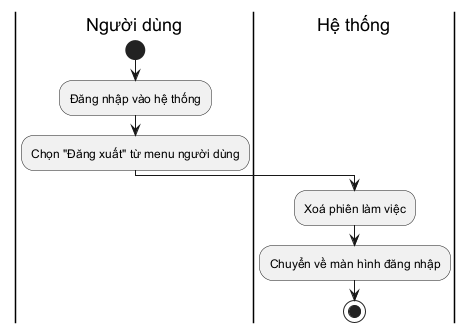 Người dùng
Hệ thống
Đăng nhập vào hệ thống
Chọn "Đăng xuất" từ menu người dùng
Xoá phiên làm việc
Chuyển về màn hình đăng nhập